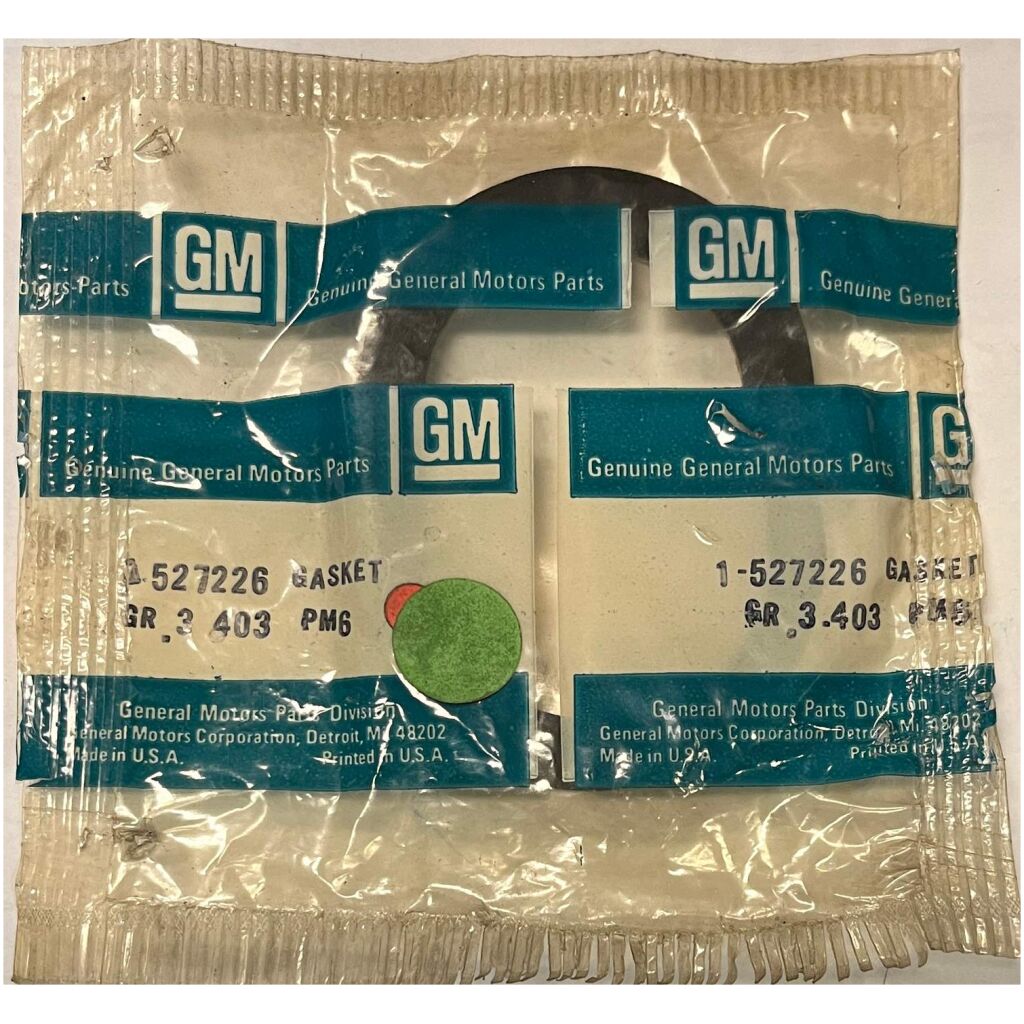 Parts
GM
Genuine General Motors Parts
GM
Genuine Genera
Genuine General Motors Parts
GM
Genuine General Motors Parts
G
1-527226 GASKET
GR. 3 403 PM6
1-527226 GASKET
GR. 3.403 PM6
General Motors Parts Division
General Motors Corporation, Detroit, MI 48202
Made in U.S.A. Printed in U.S.A.
General Motors Parts Division
General Motors Corporation, Detroit, MI 48202
Made in U.S.A. Printed in U.S.A.